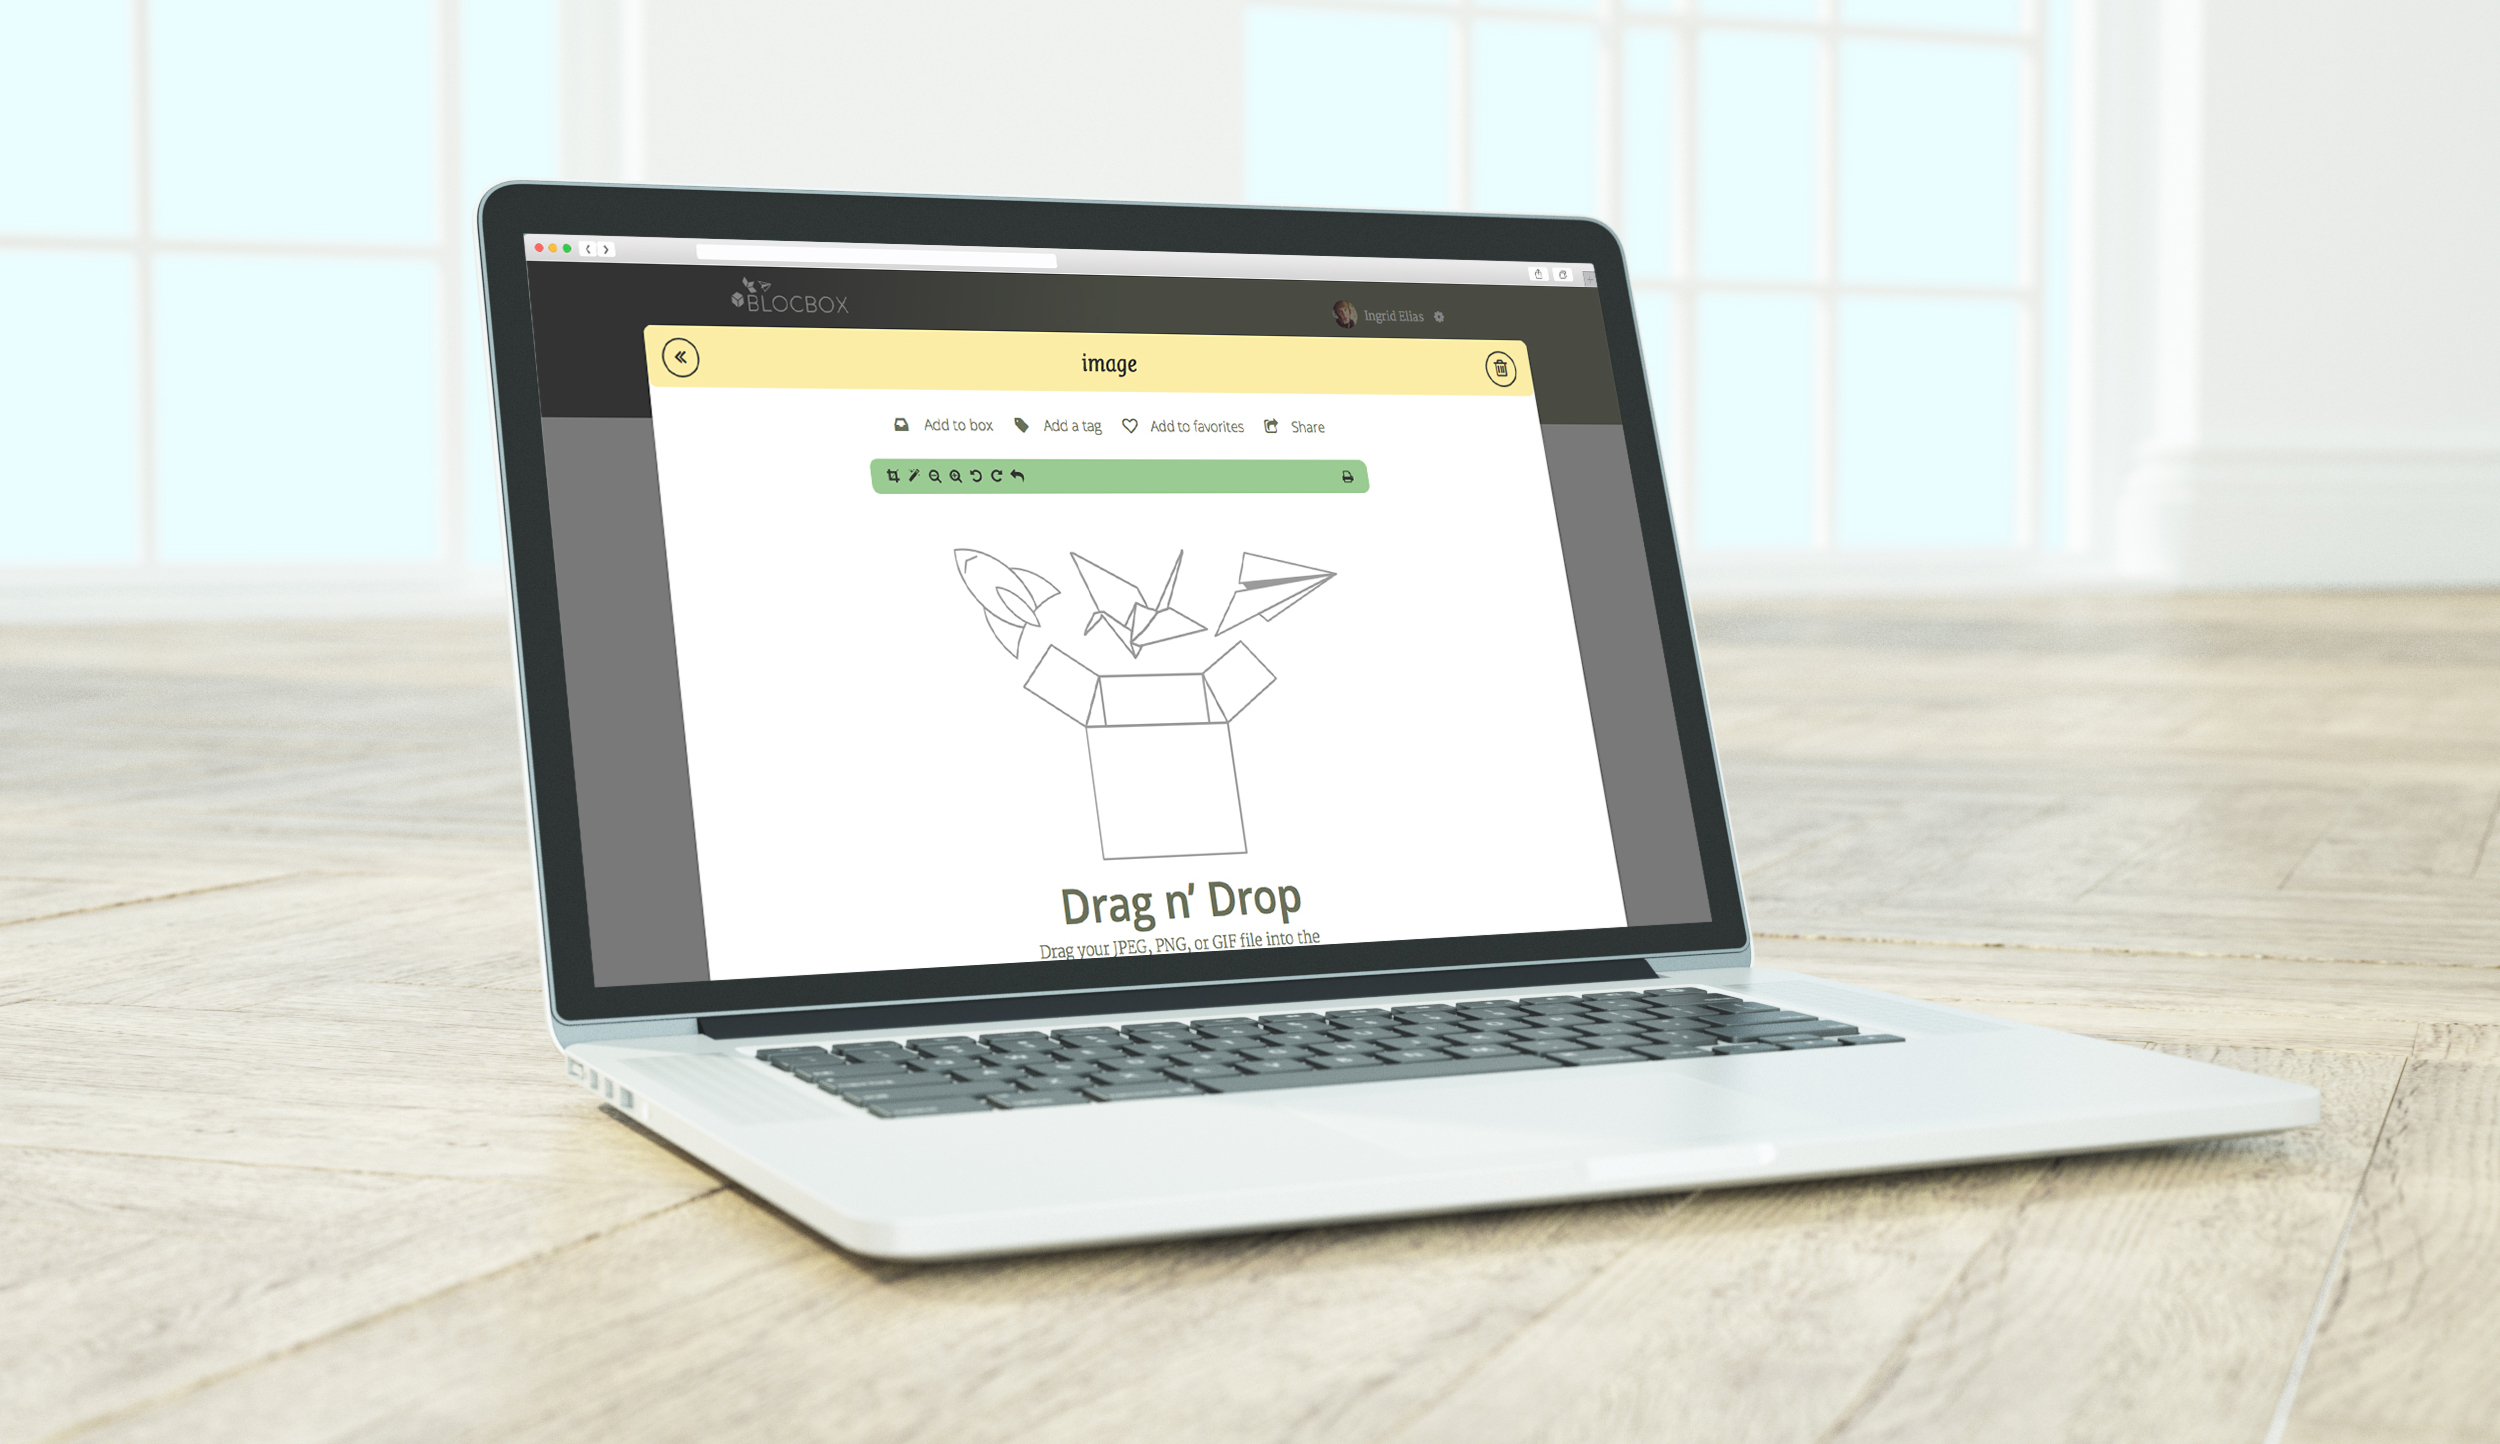 BLOCBOX
Ingrid Elias
image
Add to box Add a tag Add to favorites Share
Drag n' Drop
Drag your JPEG, PNG, or GIF file into the